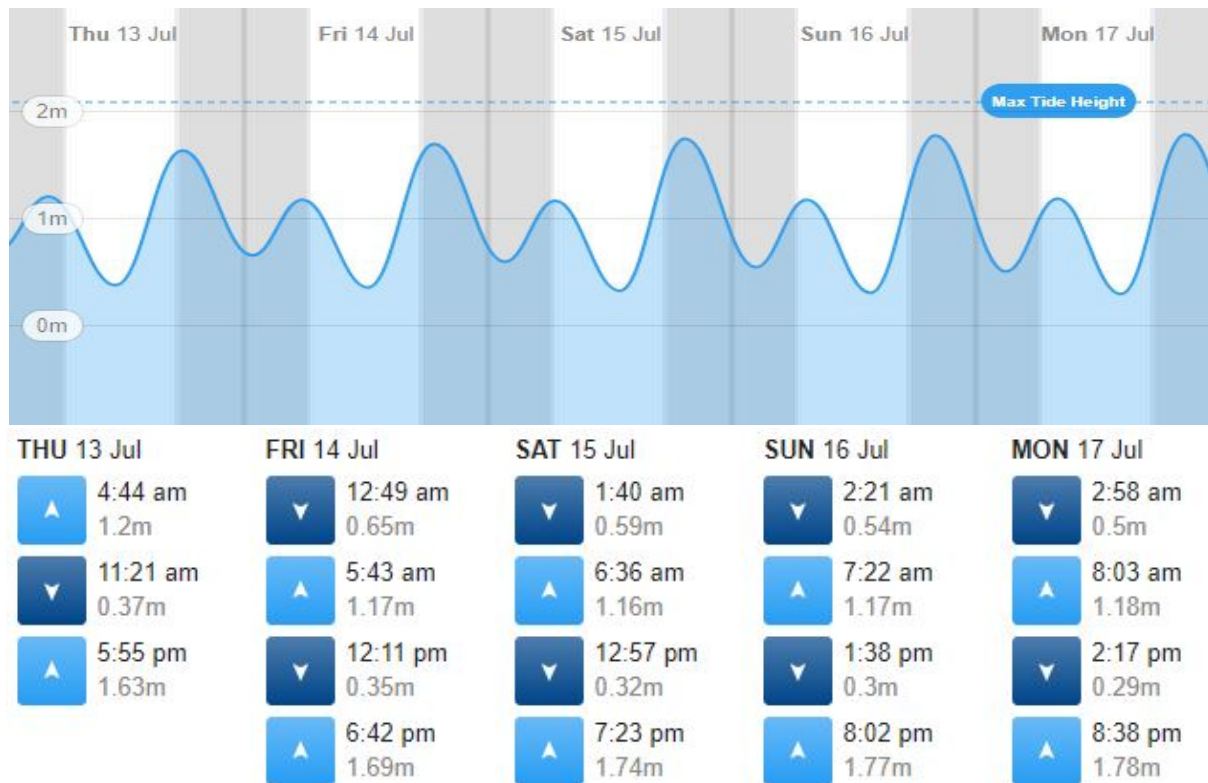 Thu 13 Jul
Fri 14 Jul
Sat 15 Jul
Sun 16 Jul
Mon 17 Jul
2m
Max Tide Height
1m
0m
THU 13 Jul
4:44 am
1.2m
11:21 am
0.37m
5:55 pm
1.63m
FRI 14 Jul
12:49 am
0.65m
5:43 am
1.17m
12:11 pm
0.35m
6:42 pm
1.69m
SAT 15 Jul
1:40 am
0.59m
6:36 am
1.16m
12:57 pm
0.32m
7:23 pm
1.74m
SUN 16 Jul
2:21 am
0.54m
7:22 am
1.17m
1:38 pm
0.3m
8:02 pm
1.77m
MON 17 Jul
2:58 am
0.5m
8:03 am
1.18m
2:17 pm
0.29m
8:38 pm
1.78m